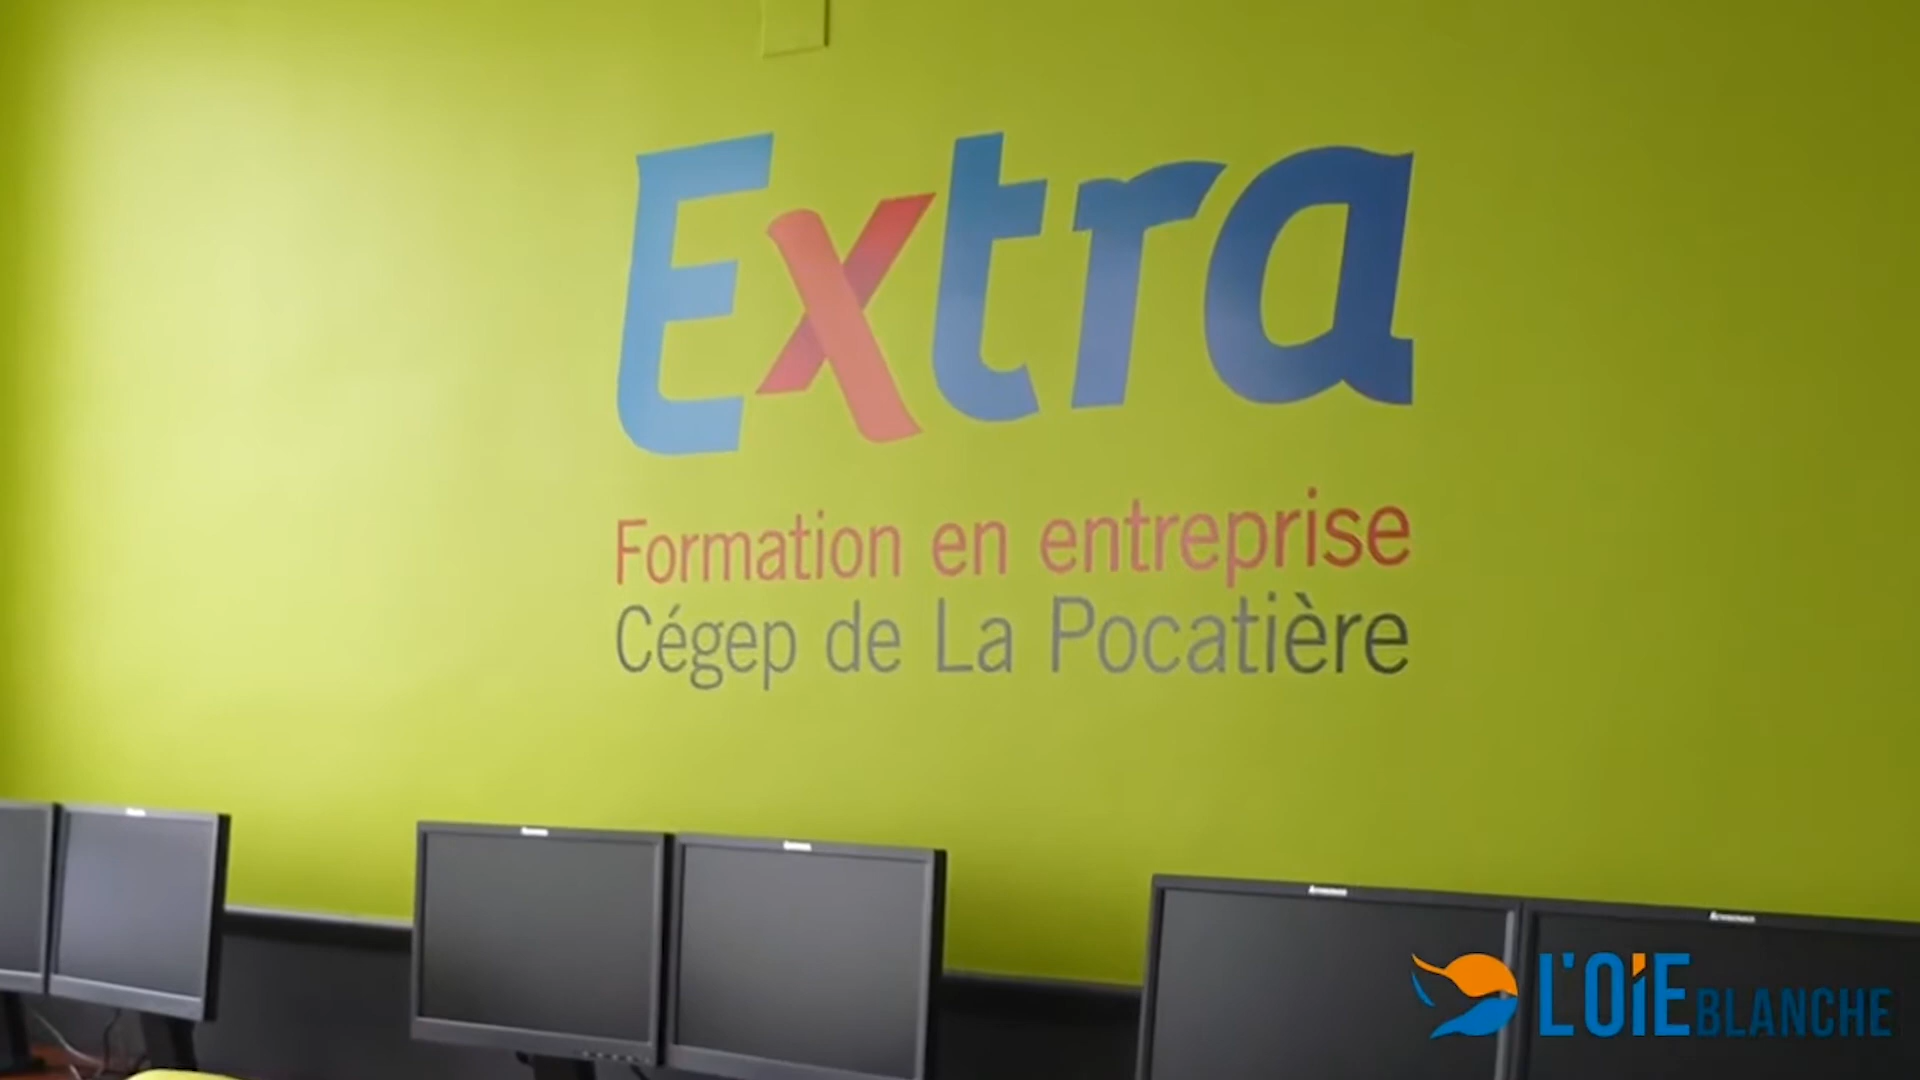 Extra
Formation en entreprise
Cégep de La Pocatière
L'OIE BLANCHE